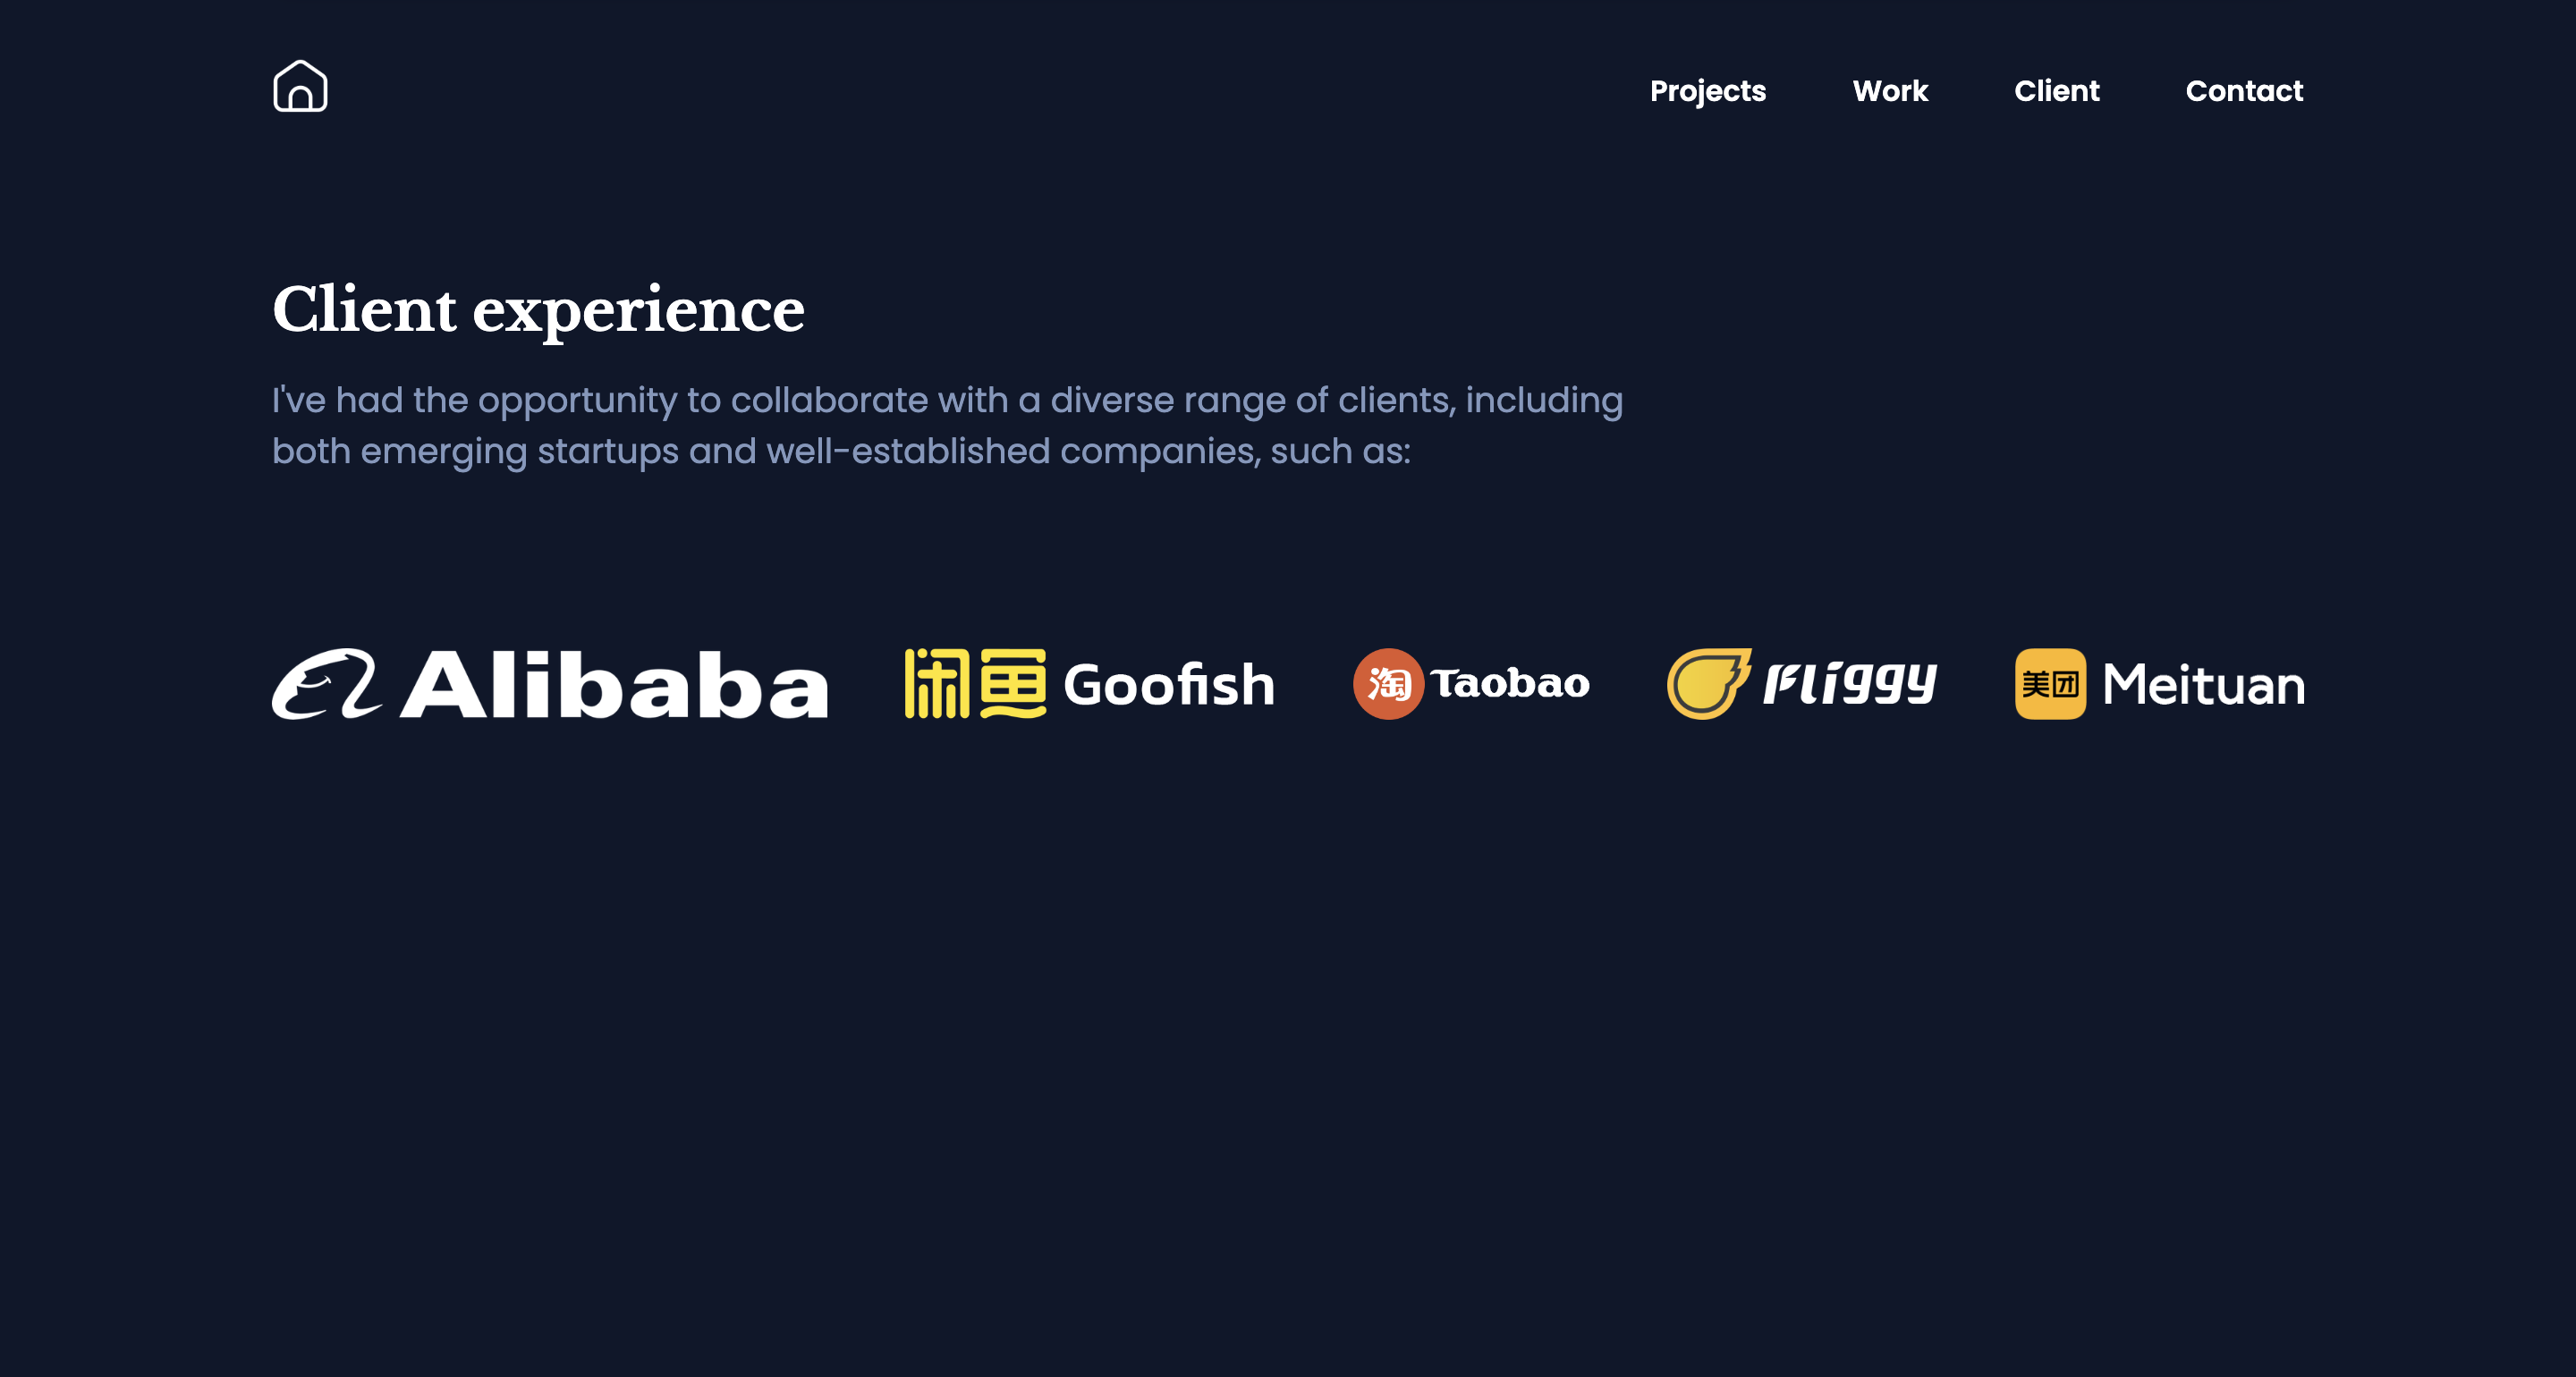 Projects Work Client Contact
Client experience
I've had the opportunity to collaborate with a diverse range of clients, including
both emerging startups and well-established companies, such as:
Alibaba 闲鱼 Goofish 淘 Taobao Fliggy 美团 Meituan